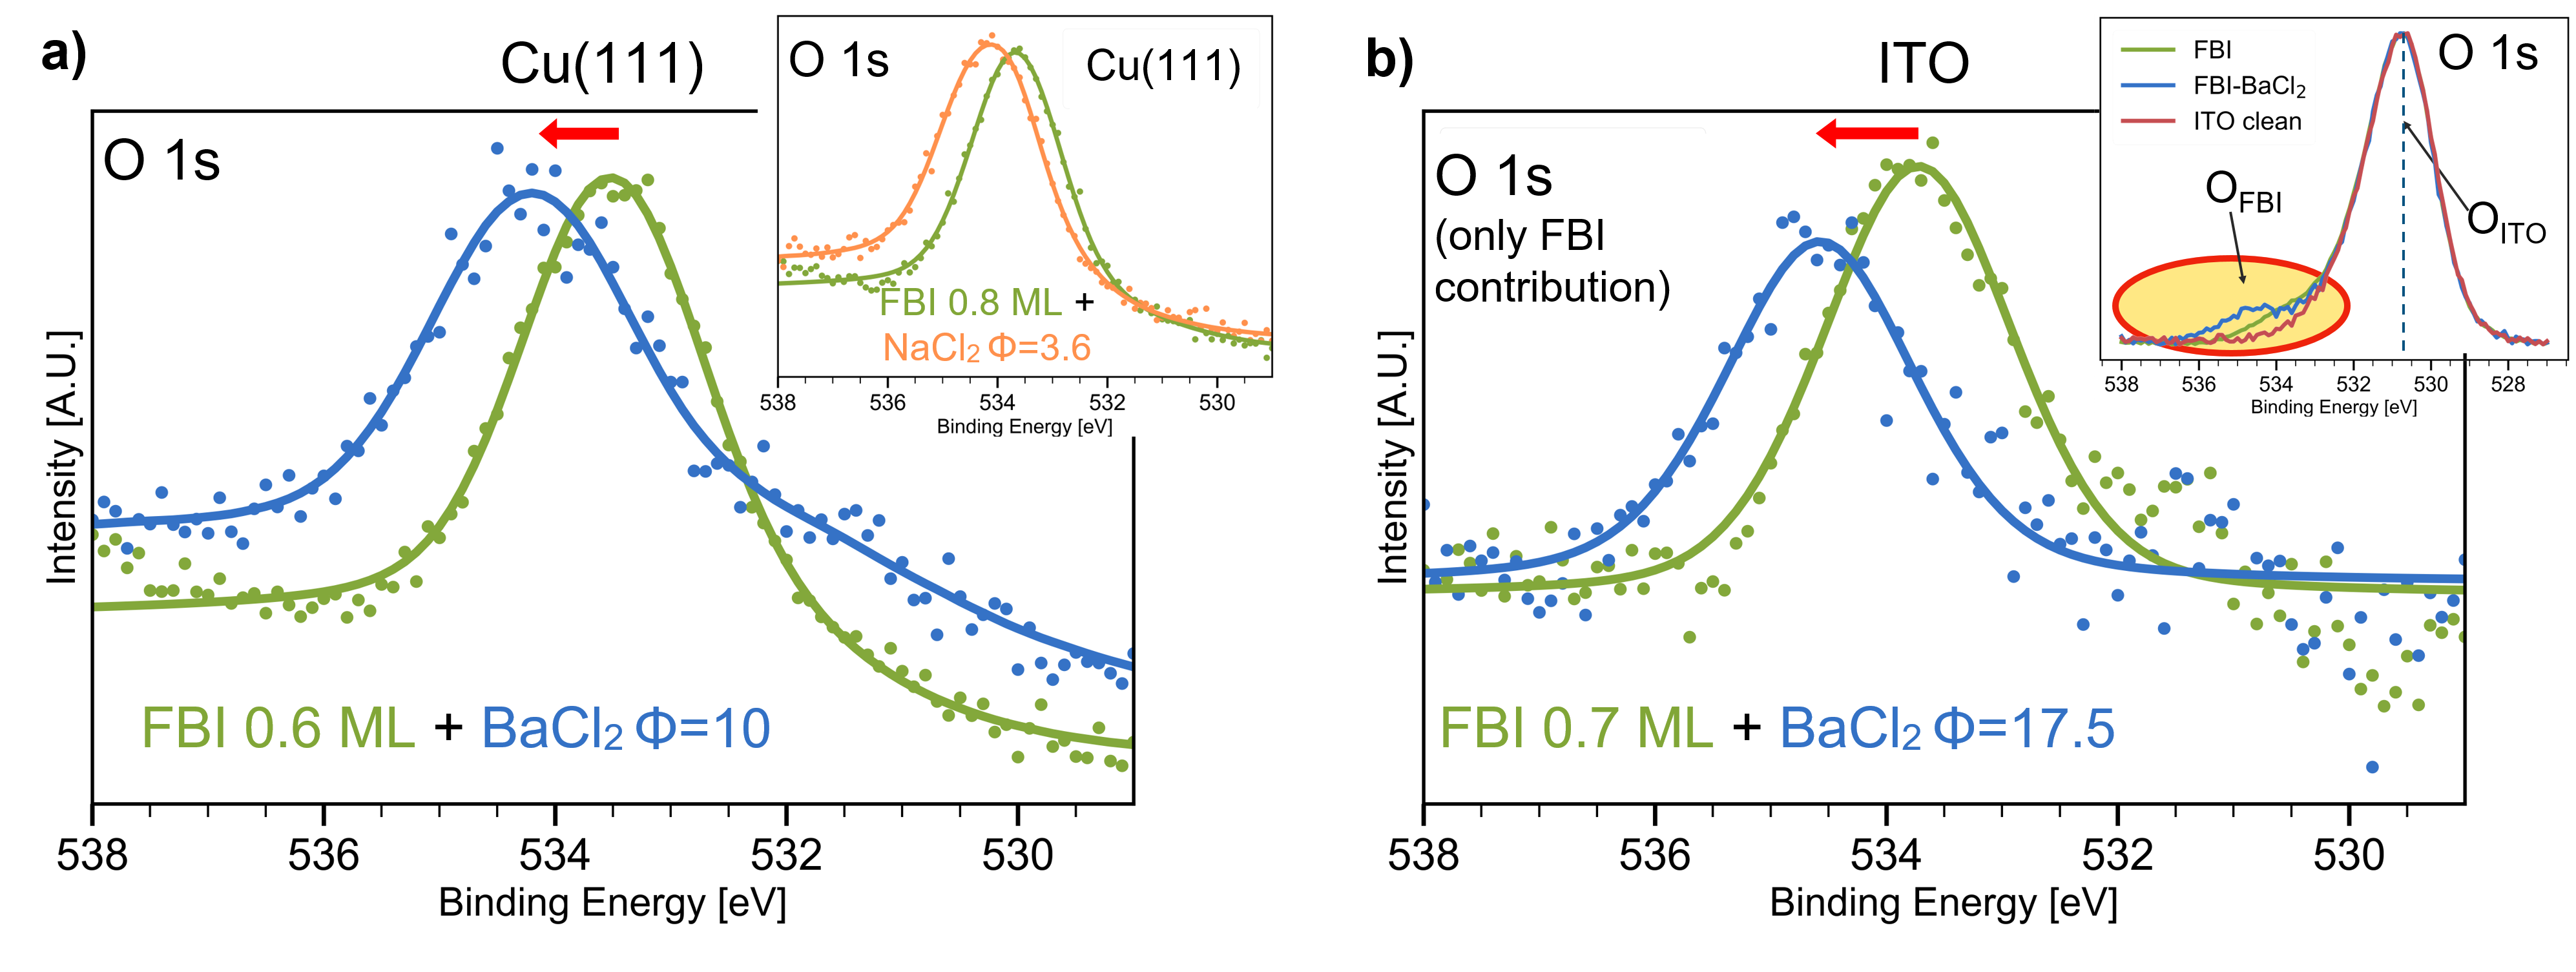 a)
Cu(111)
O 1s
Intensity [A.U.]
FBI 0.6 ML + BaCl₂ Φ=10
538 536 534 532 530
Binding Energy [eV]
O 1s
Cu(111)
FBI 0.8 ML +
NaCl₂ Φ=3.6
538 536 534 532 530
Binding Energy [eV]
b)
ITO
O 1s
(only FBI
contribution)
Intensity [A.U.]
FBI 0.7 ML + BaCl₂ Φ=17.5
538 536 534 532 530
Binding Energy [eV]
FBI
FBI-BaCl₂
ITO clean
O 1s
O_FBI
O_ITO
538 536 534 532 530 528
Binding Energy [eV]